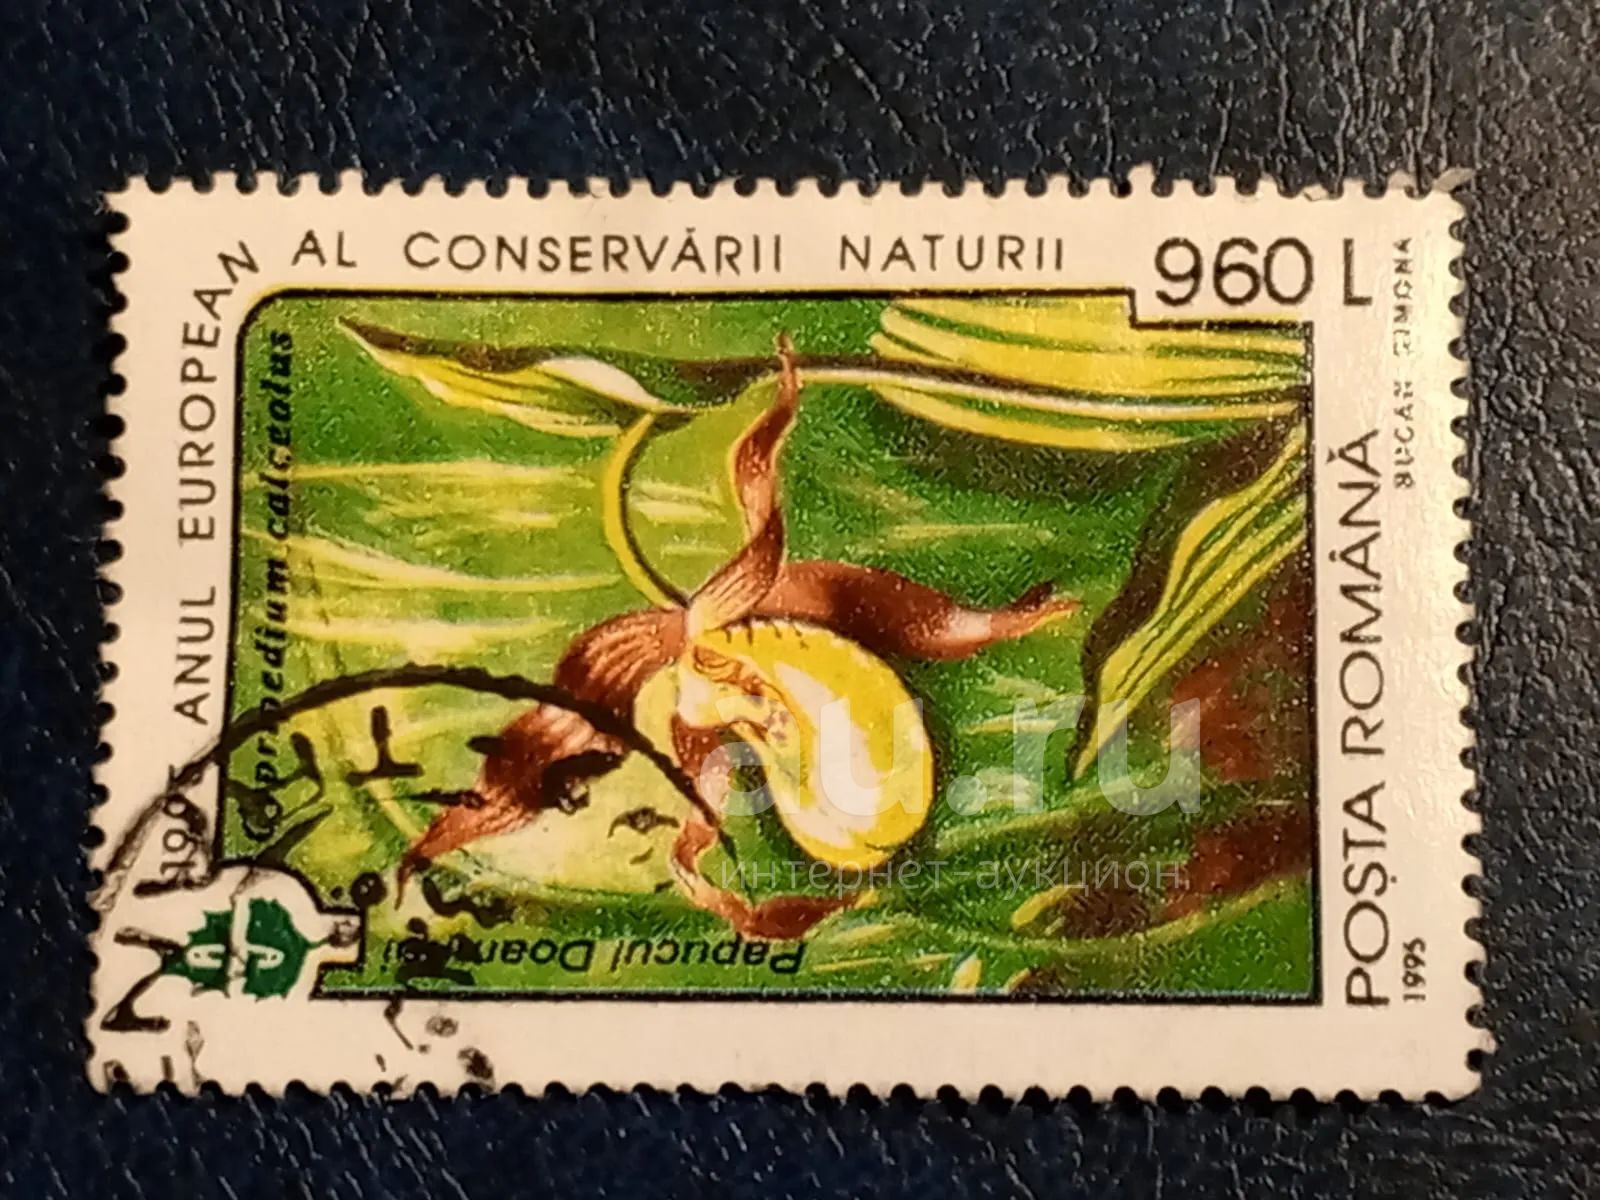 1995 ANUL EUROPEAN AL CONSERVĂRII NATURII
960 L
Cypripedium calceolus
Papucul Doamnei
POȘTA ROMÂNĂ
1995
BUCAN SIMONA
au.ru
интернет-аукцион